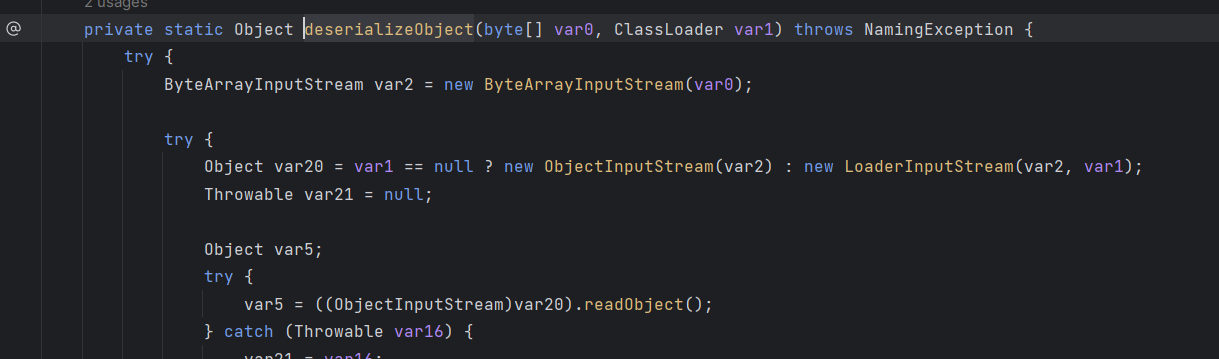 2 usages
@ private static Object deserializeObject(byte[] var0, ClassLoader var1) throws NamingException {
try {
ByteArrayInputStream var2 = new ByteArrayInputStream(var0);
try {
Object var20 = var1 == null ? new ObjectInputStream(var2) : new LoaderInputStream(var2, var1);
Throwable var21 = null;
Object var5;
try {
var5 = ((ObjectInputStream)var20).readObject();
} catch (Throwable var16) {
var21 = var16;